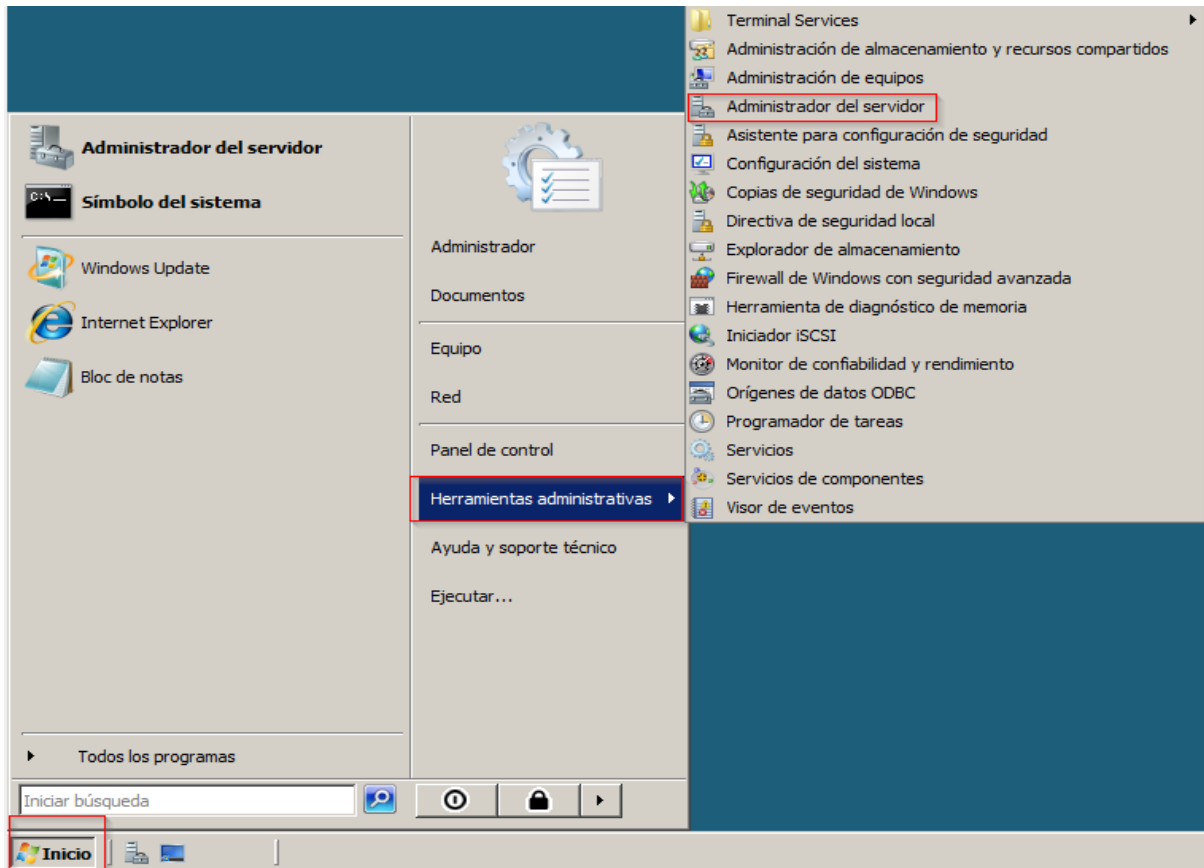 Terminal Services
Administración de almacenamiento y recursos compartidos
Administración de equipos
Administrador del servidor
Asistente para configuración de seguridad
Configuración del sistema
Copias de seguridad de Windows
Directiva de seguridad local
Explorador de almacenamiento
Firewall de Windows con seguridad avanzada
Herramienta de diagnóstico de memoria
Iniciador iSCSI
Monitor de confiabilidad y rendimiento
Orígenes de datos ODBC
Programador de tareas
Servicios
Servicios de componentes
Visor de eventos
Administrador del servidor
C:\_
Símbolo del sistema
Windows Update
Internet Explorer
Bloc de notas
Todos los programas
Iniciar búsqueda
Administrador
Documentos
Equipo
Red
Panel de control
Herramientas administrativas
Ayuda y soporte técnico
Ejecutar...
Inicio